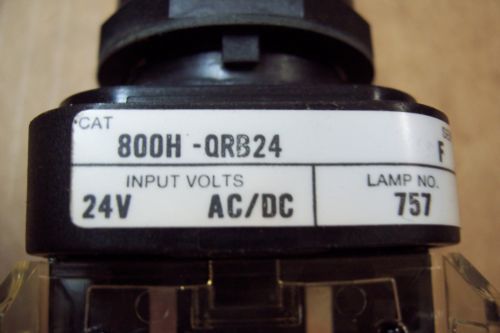 CAT
800H-QRB24
F
INPUT VOLTS
24V AC/DC
LAMP NO.
757